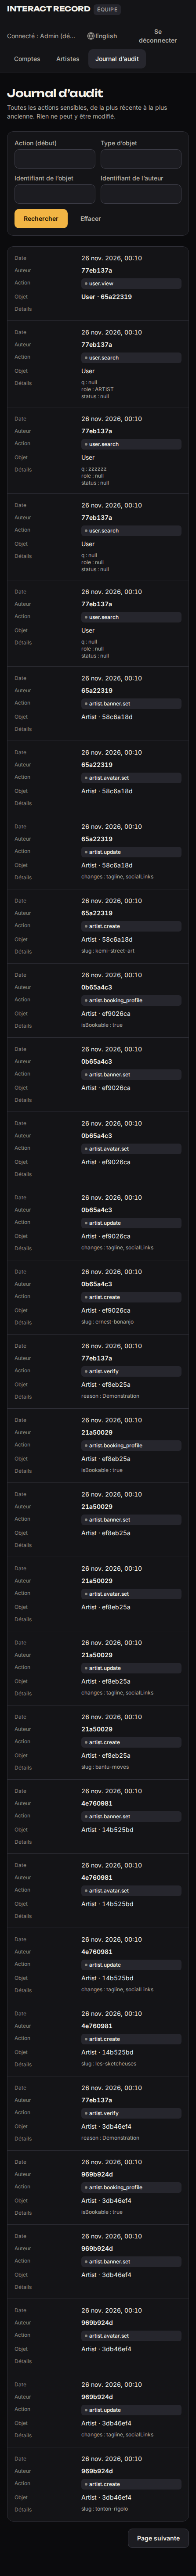 INTERACT RECORD ÉQUIPE
Connecté : Admin (dé... English Se déconnecter
Comptes Artistes Journal d'audit
Journal d'audit
Toutes les actions sensibles, de la plus récente à la plus
ancienne. Rien ne peut y être modifié.
Action (début) Type d'objet
Identifiant de l'objet Identifiant de l'auteur
Rechercher Effacer
Date 26 nov. 2026, 00:10
Auteur 77eb137a
Action user.view
Objet User · 65a22319
Détails
Date 26 nov. 2026, 00:10
Auteur 77eb137a
Action user.search
Objet User
Détails q : null
role : ARTIST
status : null
Date 26 nov. 2026, 00:10
Auteur 77eb137a
Action user.search
Objet User
Détails q : zzzzzz
role : null
status : null
Date 26 nov. 2026, 00:10
Auteur 77eb137a
Action user.search
Objet User
Détails q : null
role : null
status : null
Date 26 nov. 2026, 00:10
Auteur 77eb137a
Action user.search
Objet User
Détails q : null
role : null
status : null
Date 26 nov. 2026, 00:10
Auteur 65a22319
Action artist.banner.set
Objet Artist · 58c6a18d
Détails
Date 26 nov. 2026, 00:10
Auteur 65a22319
Action artist.avatar.set
Objet Artist · 58c6a18d
Détails
Date 26 nov. 2026, 00:10
Auteur 65a22319
Action artist.update
Objet Artist · 58c6a18d
Détails changes : tagline, socialLinks
Date 26 nov. 2026, 00:10
Auteur 65a22319
Action artist.create
Objet Artist · 58c6a18d
Détails slug : kemi-street-art
Date 26 nov. 2026, 00:10
Auteur 0b65a4c3
Action artist.booking_profile
Objet Artist · ef9026ca
Détails isBookable : true
Date 26 nov. 2026, 00:10
Auteur 0b65a4c3
Action artist.banner.set
Objet Artist · ef9026ca
Détails
Date 26 nov. 2026, 00:10
Auteur 0b65a4c3
Action artist.avatar.set
Objet Artist · ef9026ca
Détails
Date 26 nov. 2026, 00:10
Auteur 0b65a4c3
Action artist.update
Objet Artist · ef9026ca
Détails changes : tagline, socialLinks
Date 26 nov. 2026, 00:10
Auteur 0b65a4c3
Action artist.create
Objet Artist · ef9026ca
Détails slug : ernest-bonanjo
Date 26 nov. 2026, 00:10
Auteur 77eb137a
Action artist.verify
Objet Artist · ef8eb25a
Détails reason : Démonstration
Date 26 nov. 2026, 00:10
Auteur 21a50029
Action artist.booking_profile
Objet Artist · ef8eb25a
Détails isBookable : true
Date 26 nov. 2026, 00:10
Auteur 21a50029
Action artist.banner.set
Objet Artist · ef8eb25a
Détails
Date 26 nov. 2026, 00:10
Auteur 21a50029
Action artist.avatar.set
Objet Artist · ef8eb25a
Détails
Date 26 nov. 2026, 00:10
Auteur 21a50029
Action artist.update
Objet Artist · ef8eb25a
Détails changes : tagline, socialLinks
Date 26 nov. 2026, 00:10
Auteur 21a50029
Action artist.create
Objet Artist · ef8eb25a
Détails slug : bantu-moves
Date 26 nov. 2026, 00:10
Auteur 4e760981
Action artist.banner.set
Objet Artist · 14b525bd
Détails
Date 26 nov. 2026, 00:10
Auteur 4e760981
Action artist.avatar.set
Objet Artist · 14b525bd
Détails
Date 26 nov. 2026, 00:10
Auteur 4e760981
Action artist.update
Objet Artist · 14b525bd
Détails changes : tagline, socialLinks
Date 26 nov. 2026, 00:10
Auteur 4e760981
Action artist.create
Objet Artist · 14b525bd
Détails slug : les-sketcheuses
Date 26 nov. 2026, 00:10
Auteur 77eb137a
Action artist.verify
Objet Artist · 3db46ef4
Détails reason : Démonstration
Date 26 nov. 2026, 00:10
Auteur 969b924d
Action artist.booking_profile
Objet Artist · 3db46ef4
Détails isBookable : true
Date 26 nov. 2026, 00:10
Auteur 969b924d
Action artist.banner.set
Objet Artist · 3db46ef4
Détails
Date 26 nov. 2026, 00:10
Auteur 969b924d
Action artist.avatar.set
Objet Artist · 3db46ef4
Détails
Date 26 nov. 2026, 00:10
Auteur 969b924d
Action artist.update
Objet Artist · 3db46ef4
Détails changes : tagline, socialLinks
Date 26 nov. 2026, 00:10
Auteur 969b924d
Action artist.create
Objet Artist · 3db46ef4
Détails slug : tonton-rigolo
Page suivante